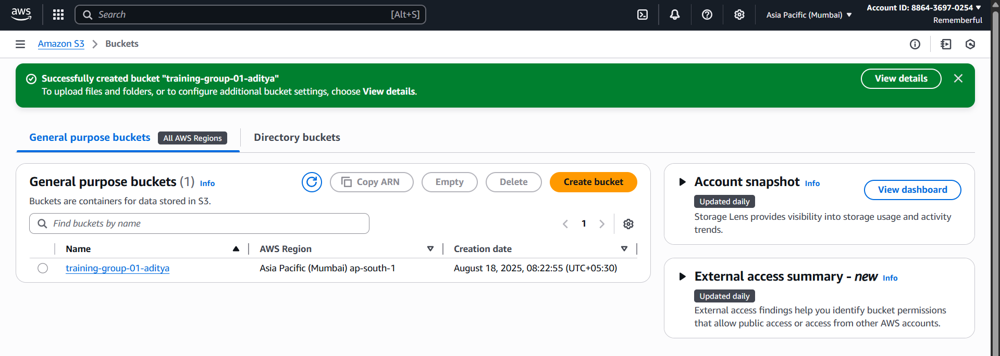 aws
Search [Alt+S]
Asia Pacific (Mumbai)
Account ID: 8864-3697-0254
Rememberful
Amazon S3
Buckets
Successfully created bucket "training-group-01-aditya"
To upload files and folders, or to configure additional bucket settings, choose View details.
View details
General purpose buckets All AWS Regions
Directory buckets
General purpose buckets (1) Info
Copy ARN
Empty
Delete
Create bucket
Buckets are containers for data stored in S3.
Find buckets by name
1
Name AWS Region Creation date
training-group-01-aditya Asia Pacific (Mumbai) ap-south-1 August 18, 2025, 08:22:55 (UTC+05:30)
Account snapshot Info
View dashboard
Updated daily
Storage Lens provides visibility into storage usage and activity
trends.
External access summary - new Info
Updated daily
External access findings help you identify bucket permissions
that allow public access or access from other AWS accounts.